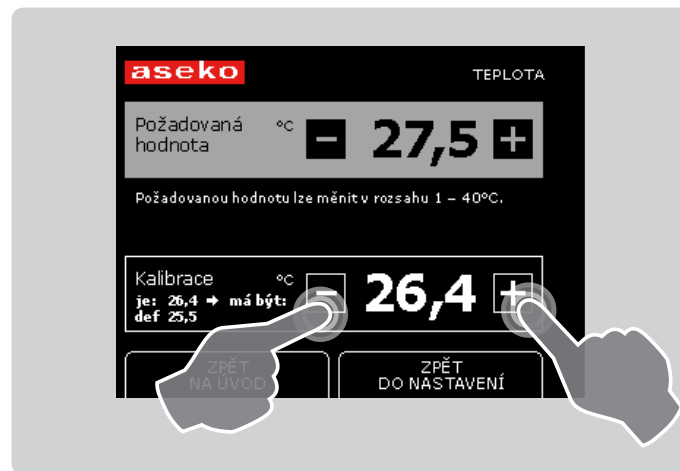 aseko
TEPLOTA
Požadovaná °C − 27,5 +
hodnota
Požadovanou hodnotu lze měnit v rozsahu 1 – 40°C.
Kalibrace °C − 26,4 +
je: 26,4 → má být:
def 25,5
ZPĚT
NA ÚVOD
ZPĚT
DO NASTAVENÍ